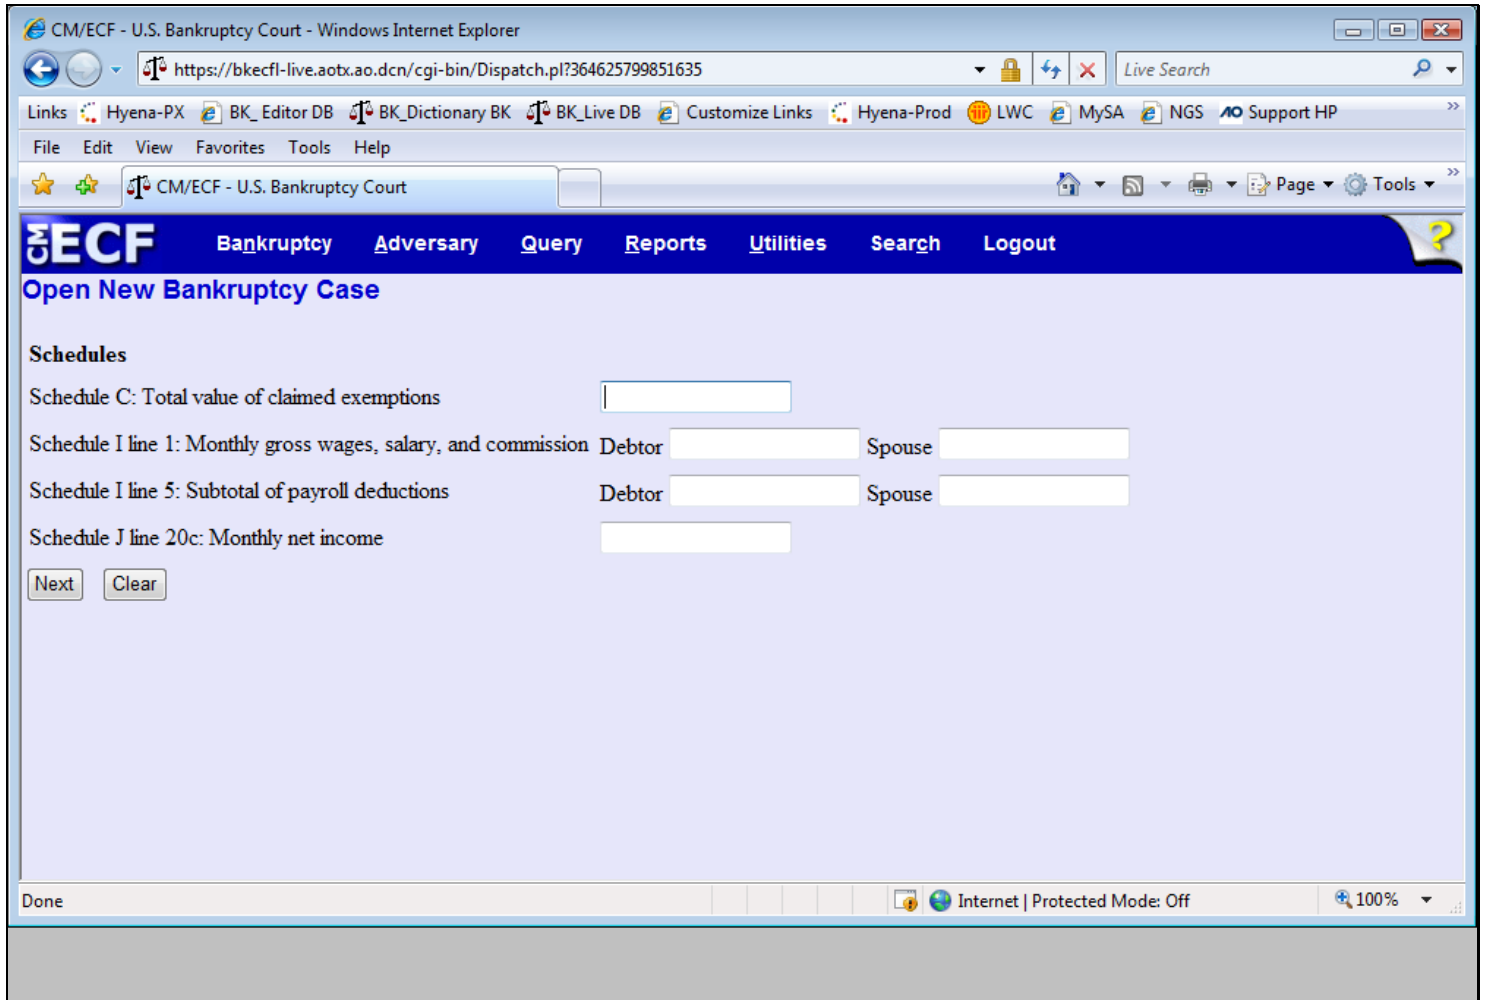 CM/ECF - U.S. Bankruptcy Court - Windows Internet Explorer
https://bkecfl-live.aotx.ao.dcn/cgi-bin/Dispatch.pl?364625799851635
Live Search
Links Hyena-PX BK_ Editor DB BK_Dictionary BK BK_Live DB Customize Links Hyena-Prod LWC MySA NGS AO Support HP »
File Edit View Favorites Tools Help
CM/ECF - U.S. Bankruptcy Court Page Tools »
CM ECF Bankruptcy Adversary Query Reports Utilities Search Logout ?
Open New Bankruptcy Case
Schedules
Schedule C: Total value of claimed exemptions
Schedule I line 1: Monthly gross wages, salary, and commission Debtor Spouse
Schedule I line 5: Subtotal of payroll deductions Debtor Spouse
Schedule J line 20c: Monthly net income
Next Clear
Done Internet | Protected Mode: Off 100%